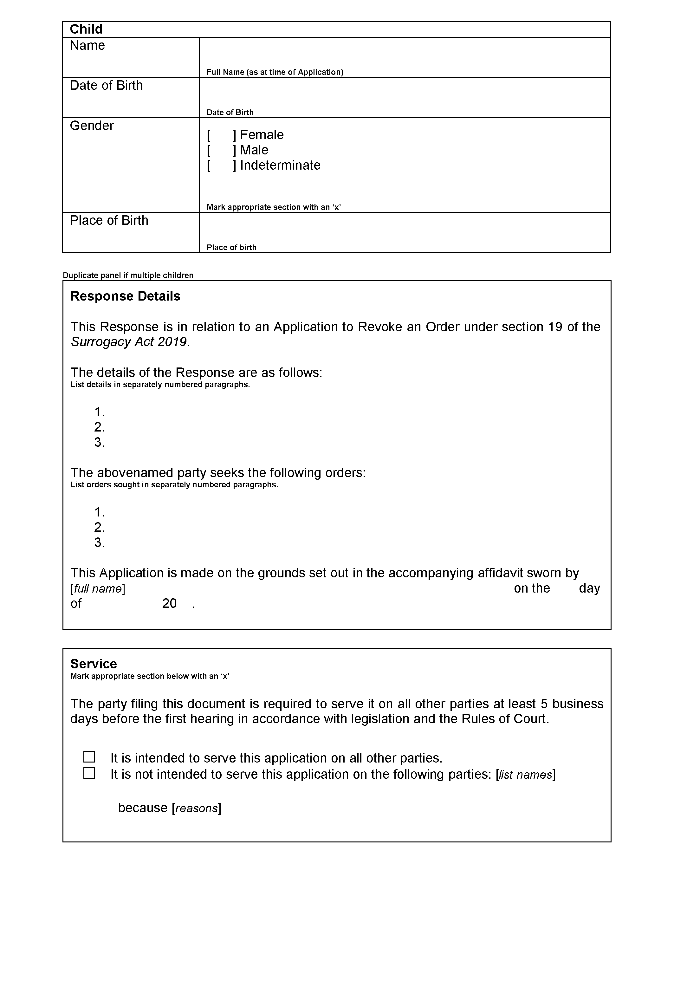 Child
Name
Full Name (as at time of Application)
Date of Birth
Date of Birth
Gender
[ ] Female
[ ] Male
[ ] Indeterminate
Mark appropriate section with an ‘x’
Place of Birth
Place of birth
Duplicate panel if multiple children
Response Details
This Response is in relation to an Application to Revoke an Order under section 19 of the
Surrogacy Act 2019.
The details of the Response are as follows:
List details in separately numbered paragraphs.
1.
2.
3.
The abovenamed party seeks the following orders:
List orders sought in separately numbered paragraphs.
1.
2.
3.
This Application is made on the grounds set out in the accompanying affidavit sworn by
[full name] on the day
of 20 .
Service
Mark appropriate section below with an ‘x’
The party filing this document is required to serve it on all other parties at least 5 business
days before the first hearing in accordance with legislation and the Rules of Court.
☐ It is intended to serve this application on all other parties.
☐ It is not intended to serve this application on the following parties: [list names]
because [reasons]